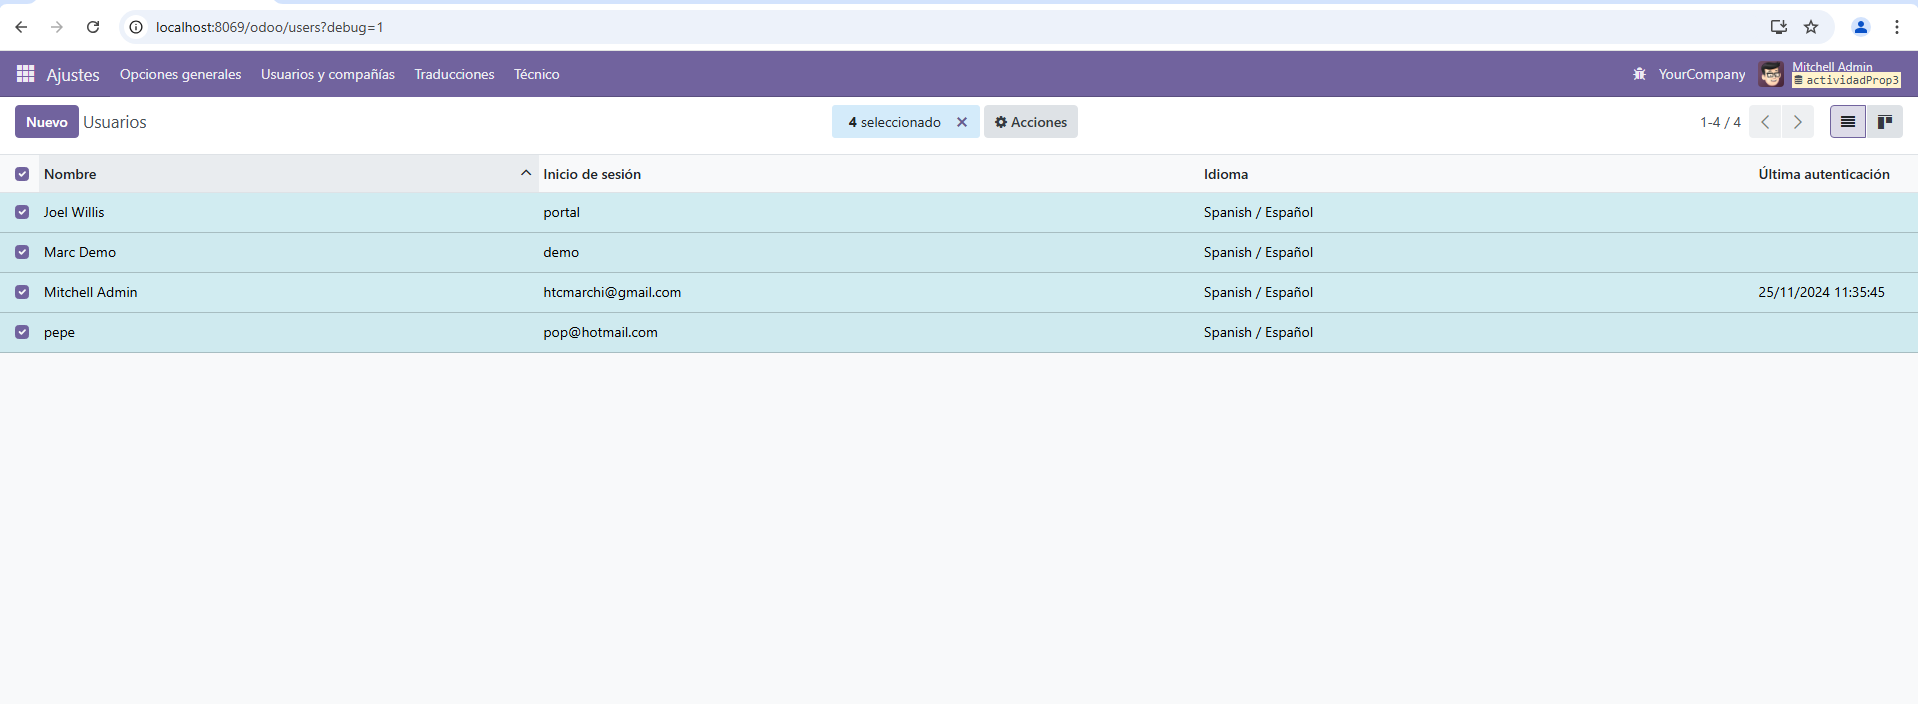 localhost:8069/odoo/users?debug=1
Ajustes Opciones generales Usuarios y compañías Traducciones Técnico YourCompany Mitchell Admin
actividadProp3
Nuevo Usuarios 4 seleccionado Acciones 1-4 / 4
Nombre Inicio de sesión Idioma Última autenticación
Joel Willis portal Spanish / Español
Marc Demo demo Spanish / Español
Mitchell Admin htcmarchi@gmail.com Spanish / Español 25/11/2024 11:35:45
pepe pop@hotmail.com Spanish / Español